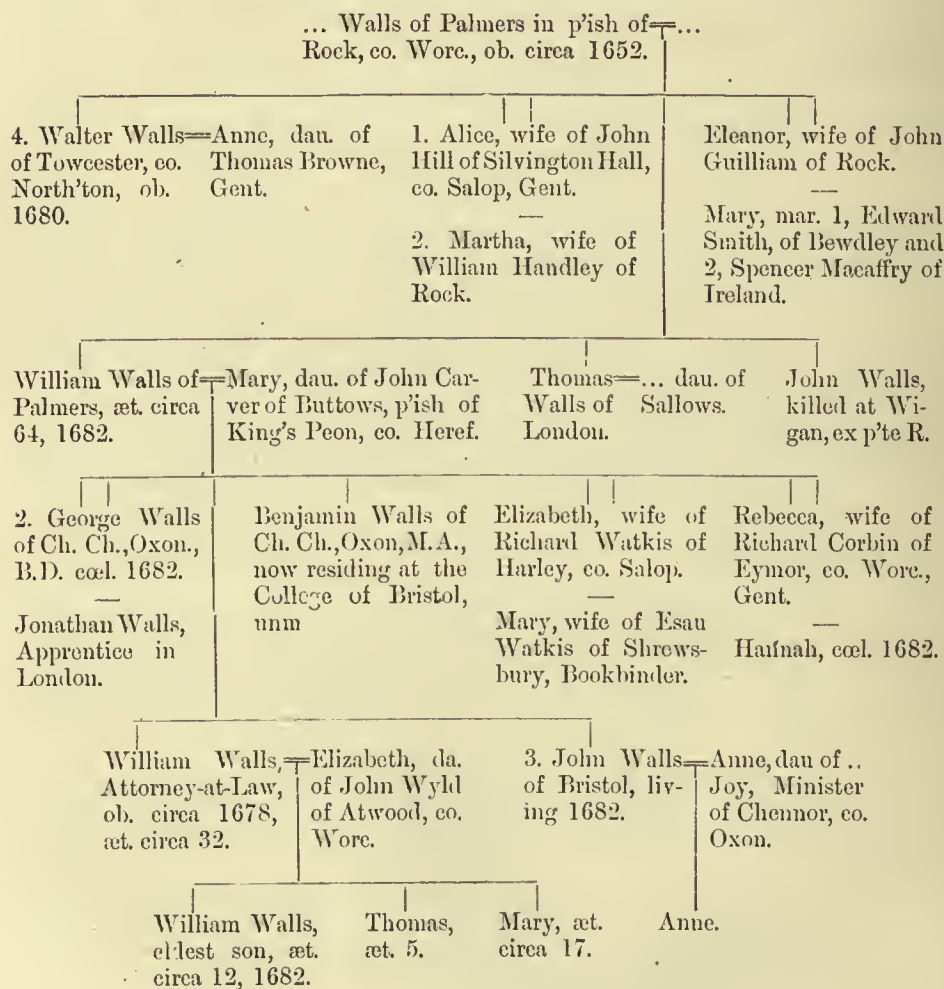 ... Walls of Palmers in p'ish of=...
Rock, co. Worc., ob. circa 1652.
4. Walter Walls=Anne, dau. of
of Towcester, co. Thomas Browne,
North'ton, ob. Gent.
1680.
1. Alice, wife of John
Hill of Silvington Hall,
co. Salop, Gent.
—
2. Martha, wife of
William Handley of
Rock.
Eleanor, wife of John
Guilliam of Rock.
—
Mary, mar. 1, Edward
Smith, of Bewdley and
2, Spencer Macaffry of
Ireland.
William Walls of=Mary, dau. of John Car-
Palmers, æt. circa ver of Buttows, p'ish of
64, 1682. King's Peon, co. Heref.
Thomas=... dau. of
Walls of Sallows.
London.
John Walls,
killed at Wi-
gan, ex p'te R.
2. George Walls
of Ch. Ch., Oxon.,
B.D. cœl. 1682.
—
Jonathan Walls,
Apprentice in
London.
Benjamin Walls of
Ch. Ch., Oxon, M.A.,
now residing at the
College of Bristol,
unm
Elizabeth, wife of
Richard Watkis of
Harley, co. Salop.
—
Mary, wife of Esau
Watkis of Shrews-
bury, Bookbinder.
Rebecca, wife of
Richard Corbin of
Eymor, co. Worc.,
Gent.
—
Hannah, cœl. 1682.
William Walls,=Elizabeth, da.
Attorney-at-Law, of John Wyld
ob. circa 1678, of Atwood, co.
æt. circa 32. Worc.
3. John Walls=Anne, dau of ..
of Bristol, liv- Joy, Minister
ing 1682. of Chennor, co.
Oxon.
William Walls,
eldest son, æt.
circa 12, 1682.
Thomas,
æt. 5.
Mary, æt.
circa 17.
Anne.